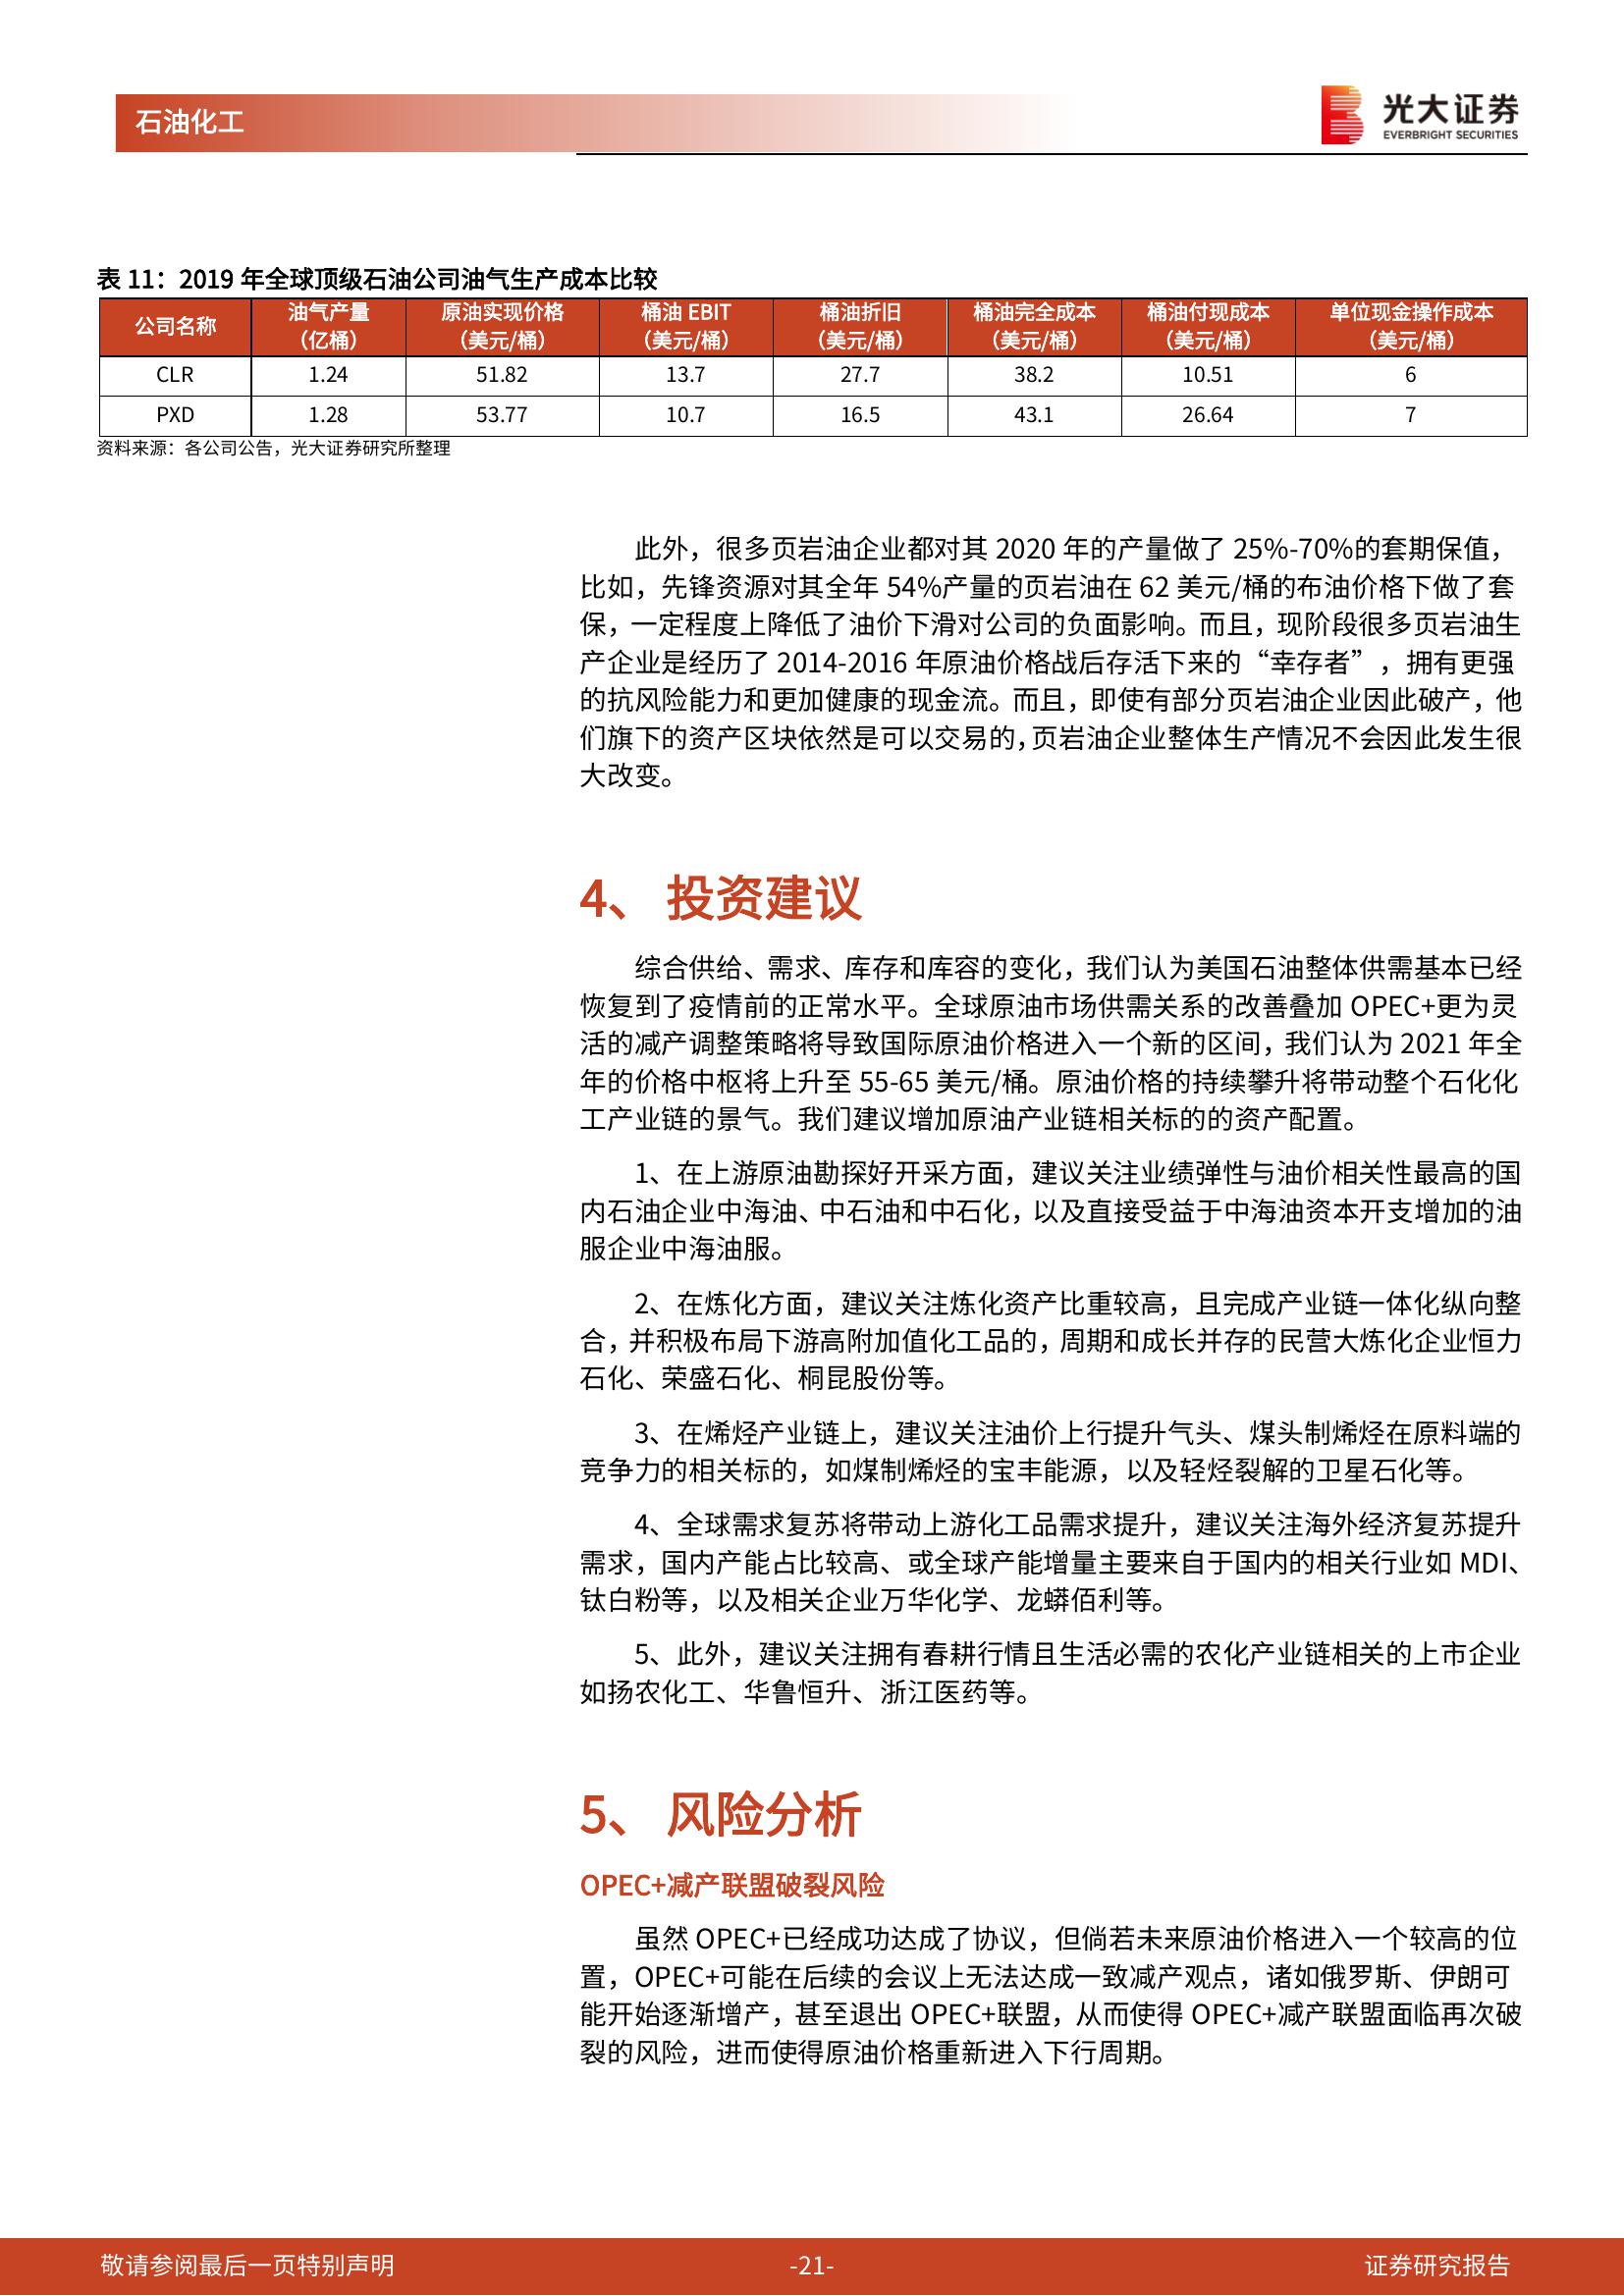 石油化工
光大证券
EVERBRIGHT SECURITIES
表 11：2019 年全球顶级石油公司油气生产成本比较
公司名称 油气产量（亿桶） 原油实现价格（美元/桶） 桶油 EBIT（美元/桶） 桶油折旧（美元/桶） 桶油完全成本（美元/桶） 桶油付现成本（美元/桶） 单位现金操作成本（美元/桶）
CLR 1.24 51.82 13.7 27.7 38.2 10.51 6
PXD 1.28 53.77 10.7 16.5 43.1 26.64 7
资料来源：各公司公告，光大证券研究所整理
此外，很多页岩油企业都对其 2020 年的产量做了 25%-70%的套期保值，
比如，先锋资源对其全年 54%产量的页岩油在 62 美元/桶的布油价格下做了套
保，一定程度上降低了油价下滑对公司的负面影响。而且，现阶段很多页岩油生
产企业是经历了 2014-2016 年原油价格战后存活下来的“幸存者”，拥有更强
的抗风险能力和更加健康的现金流。而且，即使有部分页岩油企业因此破产，他
们旗下的资产区块依然是可以交易的，页岩油企业整体生产情况不会因此发生很
大改变。
4、 投资建议
综合供给、需求、库存和库容的变化，我们认为美国石油整体供需基本已经
恢复到了疫情前的正常水平。全球原油市场供需关系的改善叠加 OPEC+更为灵
活的减产调整策略将导致国际原油价格进入一个新的区间，我们认为 2021 年全
年的价格中枢将上升至 55-65 美元/桶。原油价格的持续攀升将带动整个石化化
工产业链的景气。我们建议增加原油产业链相关标的的资产配置。
1、在上游原油勘探好开采方面，建议关注业绩弹性与油价相关性最高的国
内石油企业中海油、中石油和中石化，以及直接受益于中海油资本开支增加的油
服企业中海油服。
2、在炼化方面，建议关注炼化资产比重较高，且完成产业链一体化纵向整
合，并积极布局下游高附加值化工品的，周期和成长并存的民营大炼化企业恒力
石化、荣盛石化、桐昆股份等。
3、在烯烃产业链上，建议关注油价上行提升气头、煤头制烯烃在原料端的
竞争力的相关标的，如煤制烯烃的宝丰能源，以及轻烃裂解的卫星石化等。
4、全球需求复苏将带动上游化工品需求提升，建议关注海外经济复苏提升
需求，国内产能占比较高、或全球产能增量主要来自于国内的相关行业如 MDI、
钛白粉等，以及相关企业万华化学、龙蟒佰利等。
5、此外，建议关注拥有春耕行情且生活必需的农化产业链相关的上市企业
如扬农化工、华鲁恒升、浙江医药等。
5、 风险分析
OPEC+减产联盟破裂风险
虽然 OPEC+已经成功达成了协议，但倘若未来原油价格进入一个较高的位
置，OPEC+可能在后续的会议上无法达成一致减产观点，诸如俄罗斯、伊朗可
能开始逐渐增产，甚至退出 OPEC+联盟，从而使得 OPEC+减产联盟面临再次破
裂的风险，进而使得原油价格重新进入下行周期。
敬请参阅最后一页特别声明 -21- 证券研究报告